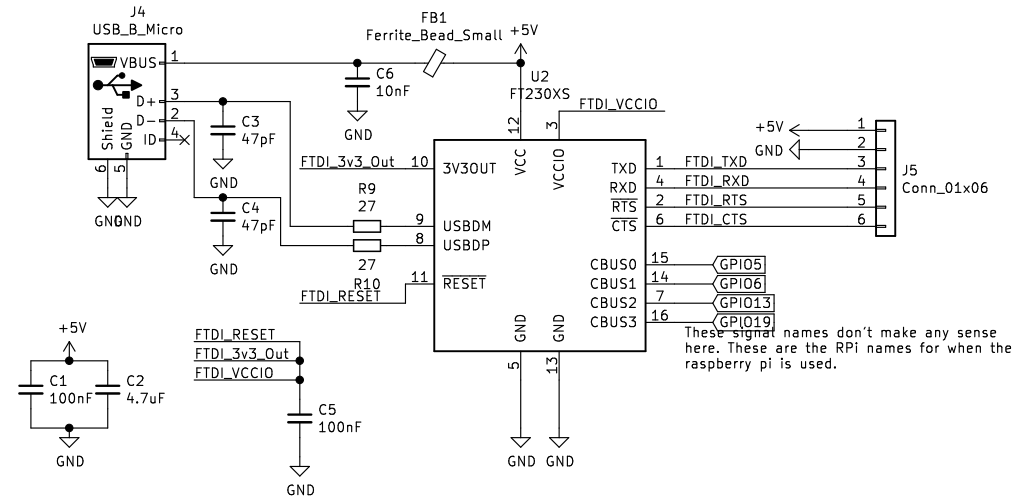 J4
USB_B_Micro
VBUS
1
D+
3
D−
2
ID
4
Shield
GND
6
5
GND
GND
FB1
Ferrite_Bead_Small
+5V
C6
10nF
GND
C3
47pF
GND
C4
47pF
GND
R9
27
27
R10
U2
FT230XS
FTDI_VCCIO
12
3
VCC
VCCIO
FTDI_3v3_Out
10
3V3OUT
9
USBDM
8
USBDP
11
RESET
FTDI_RESET
TXD
1
FTDI_TXD
RXD
4
FTDI_RXD
RTS
2
FTDI_RTS
CTS
6
FTDI_CTS
CBUS0
15
GPIO5
CBUS1
14
GPIO6
CBUS2
7
GPIO13
CBUS3
16
GPIO19
GND
GND
5
13
GND
GND
+5V
1
GND
2
3
4
5
6
J5
Conn_01x06
These signal names don't make any sense
here. These are the RPi names for when the
raspberry pi is used.
+5V
C1
100nF
C2
4.7uF
GND
FTDI_RESET
FTDI_3v3_Out
FTDI_VCCIO
C5
100nF
GND